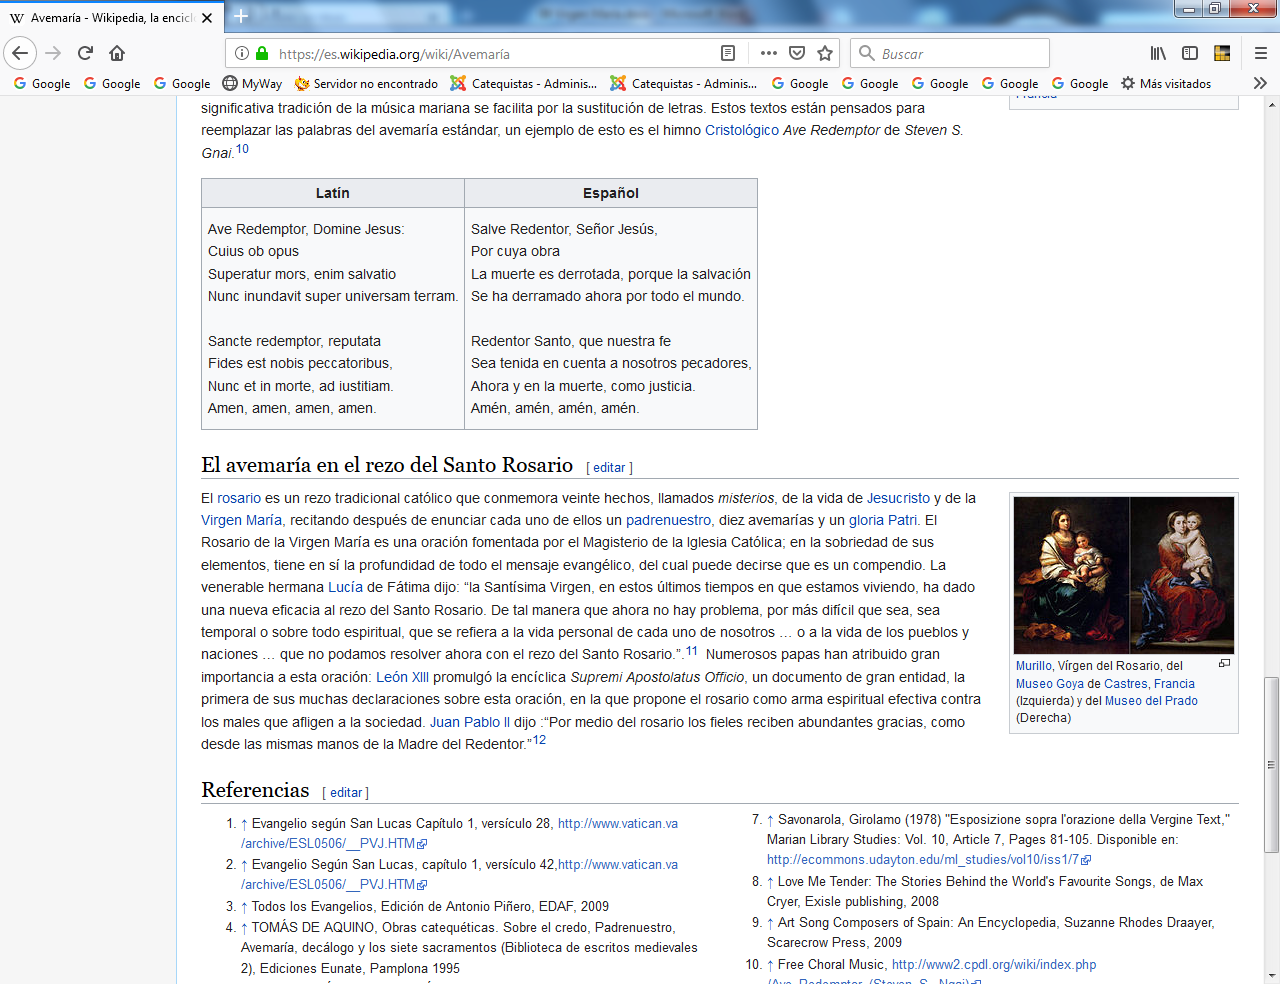 Avemaría - Wikipedia, la encicl
https://es.wikipedia.org/wiki/Avemaría
Buscar
Google Google Google MyWay Servidor no encontrado Catequistas - Adminis... Catequistas - Adminis... Google Google Google Google Google Más visitados
significativa tradición de la música mariana se facilita por la sustitución de letras. Estos textos están pensados para
reemplazar las palabras del avemaría estándar, un ejemplo de esto es el himno Cristológico Ave Redemptor de Steven S.
Gnai.10
Francia
Latín Español
Ave Redemptor, Domine Jesus:
Cuius ob opus
Superatur mors, enim salvatio
Nunc inundavit super universam terram.
Sancte redemptor, reputata
Fides est nobis peccatoribus,
Nunc et in morte, ad iustitiam.
Amen, amen, amen, amen.
Salve Redentor, Señor Jesús,
Por cuya obra
La muerte es derrotada, porque la salvación
Se ha derramado ahora por todo el mundo.
Redentor Santo, que nuestra fe
Sea tenida en cuenta a nosotros pecadores,
Ahora y en la muerte, como justicia.
Amén, amén, amén, amén.
El avemaría en el rezo del Santo Rosario [ editar ]
El rosario es un rezo tradicional católico que conmemora veinte hechos, llamados misterios, de la vida de Jesucristo y de la
Virgen María, recitando después de enunciar cada uno de ellos un padrenuestro, diez avemarías y un gloria Patri. El
Rosario de la Virgen María es una oración fomentada por el Magisterio de la Iglesia Católica; en la sobriedad de sus
elementos, tiene en sí la profundidad de todo el mensaje evangélico, del cual puede decirse que es un compendio. La
venerable hermana Lucía de Fátima dijo: “la Santísima Virgen, en estos últimos tiempos en que estamos viviendo, ha dado
una nueva eficacia al rezo del Santo Rosario. De tal manera que ahora no hay problema, por más difícil que sea, sea
temporal o sobre todo espiritual, que se refiera a la vida personal de cada uno de nosotros … o a la vida de los pueblos y
naciones … que no podamos resolver ahora con el rezo del Santo Rosario.”.11 Numerosos papas han atribuido gran
importancia a esta oración: León XIII promulgó la encíclica Supremi Apostolatus Officio, un documento de gran entidad, la
primera de sus muchas declaraciones sobre esta oración, en la que propone el rosario como arma espiritual efectiva contra
los males que afligen a la sociedad. Juan Pablo II dijo :“Por medio del rosario los fieles reciben abundantes gracias, como
desde las mismas manos de la Madre del Redentor.”12
Murillo, Vírgen del Rosario, del
Museo Goya de Castres, Francia
(Izquierda) y del Museo del Prado
(Derecha)
Referencias [ editar ]
1. ↑ Evangelio según San Lucas Capítulo 1, versículo 28, http://www.vatican.va
/archive/ESL0506/__PVJ.HTM
2. ↑ Evangelio Según San Lucas, capítulo 1, versículo 42,http://www.vatican.va
/archive/ESL0506/__PVJ.HTM
3. ↑ Todos los Evangelios, Edición de Antonio Piñero, EDAF, 2009
4. ↑ TOMÁS DE AQUINO, Obras catequéticas. Sobre el credo, Padrenuestro,
Avemaría, decálogo y los siete sacramentos (Biblioteca de escritos medievales
2), Ediciones Eunate, Pamplona 1995
7. ↑ Savonarola, Girolamo (1978) "Esposizione sopra l'orazione della Vergine Text,"
Marian Library Studies: Vol. 10, Article 7, Pages 81-105. Disponible en:
http://ecommons.udayton.edu/ml_studies/vol10/iss1/7
8. ↑ Love Me Tender: The Stories Behind the World's Favourite Songs, de Max
Cryer, Exisle publishing, 2008
9. ↑ Art Song Composers of Spain: An Encyclopedia, Suzanne Rhodes Draayer,
Scarecrow Press, 2009
10. ↑ Free Choral Music, http://www2.cpdl.org/wiki/index.php